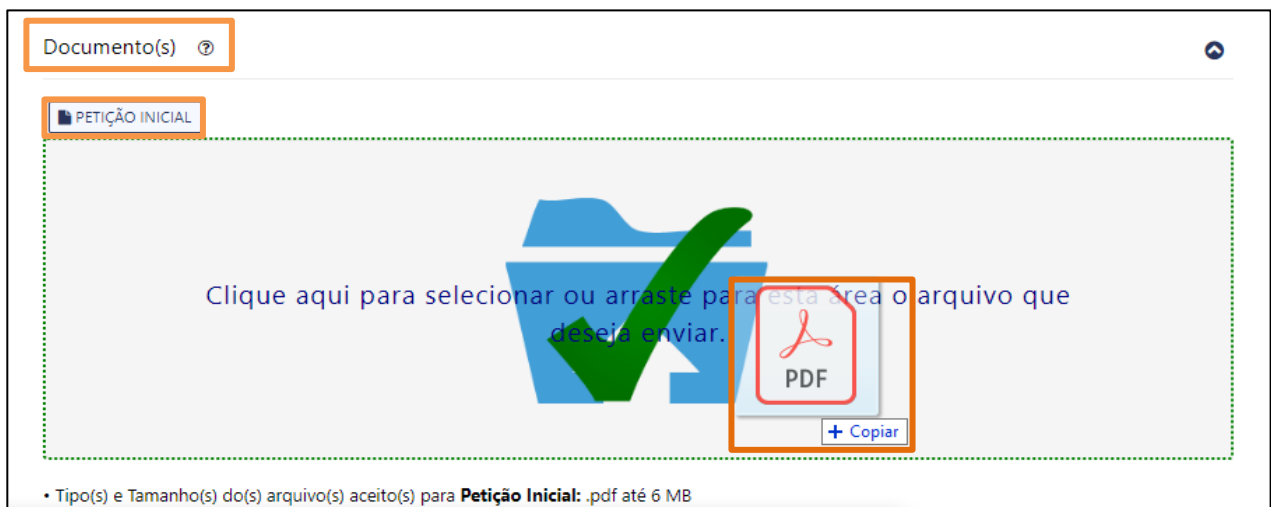 Documento(s)
PETIÇÃO INICIAL
Clique aqui para selecionar ou arraste para esta área o arquivo que
deseja enviar.
PDF
+ Copiar
• Tipo(s) e Tamanho(s) do(s) arquivo(s) aceito(s) para Petição Inicial: .pdf até 6 MB